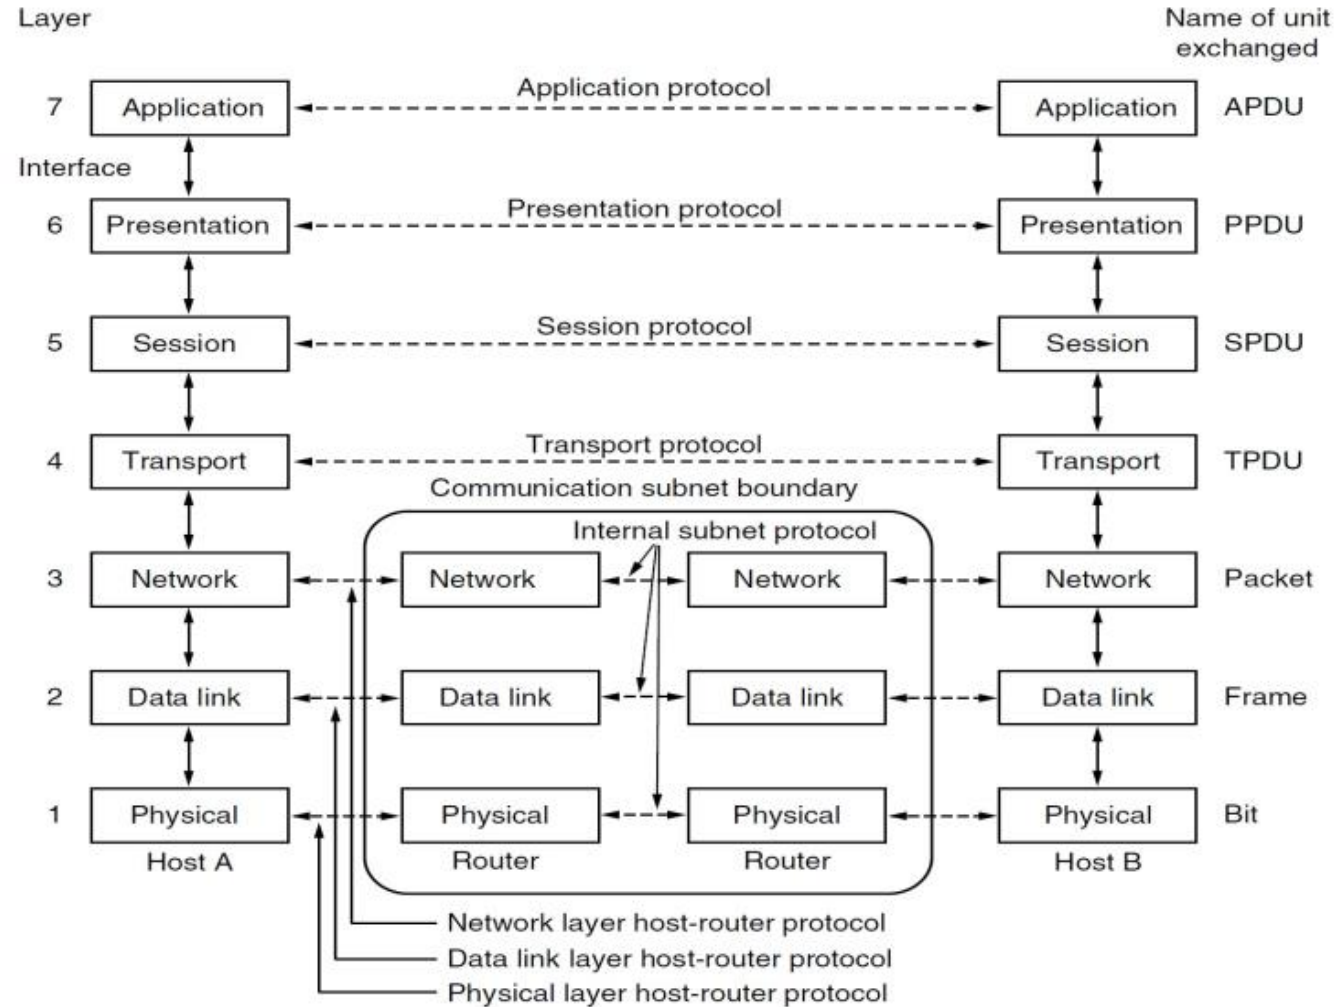 Layer
Name of unit
exchanged
Application protocol
7 Application Application APDU
Interface
Presentation protocol
6 Presentation Presentation PPDU
Session protocol
5 Session Session SPDU
Transport protocol
4 Transport Transport TPDU
Communication subnet boundary
Internal subnet protocol
3 Network Network Network Network Packet
2 Data link Data link Data link Data link Frame
1 Physical Physical Physical Physical Bit
Host A Router Router Host B
Network layer host-router protocol
Data link layer host-router protocol
Physical layer host-router protocol